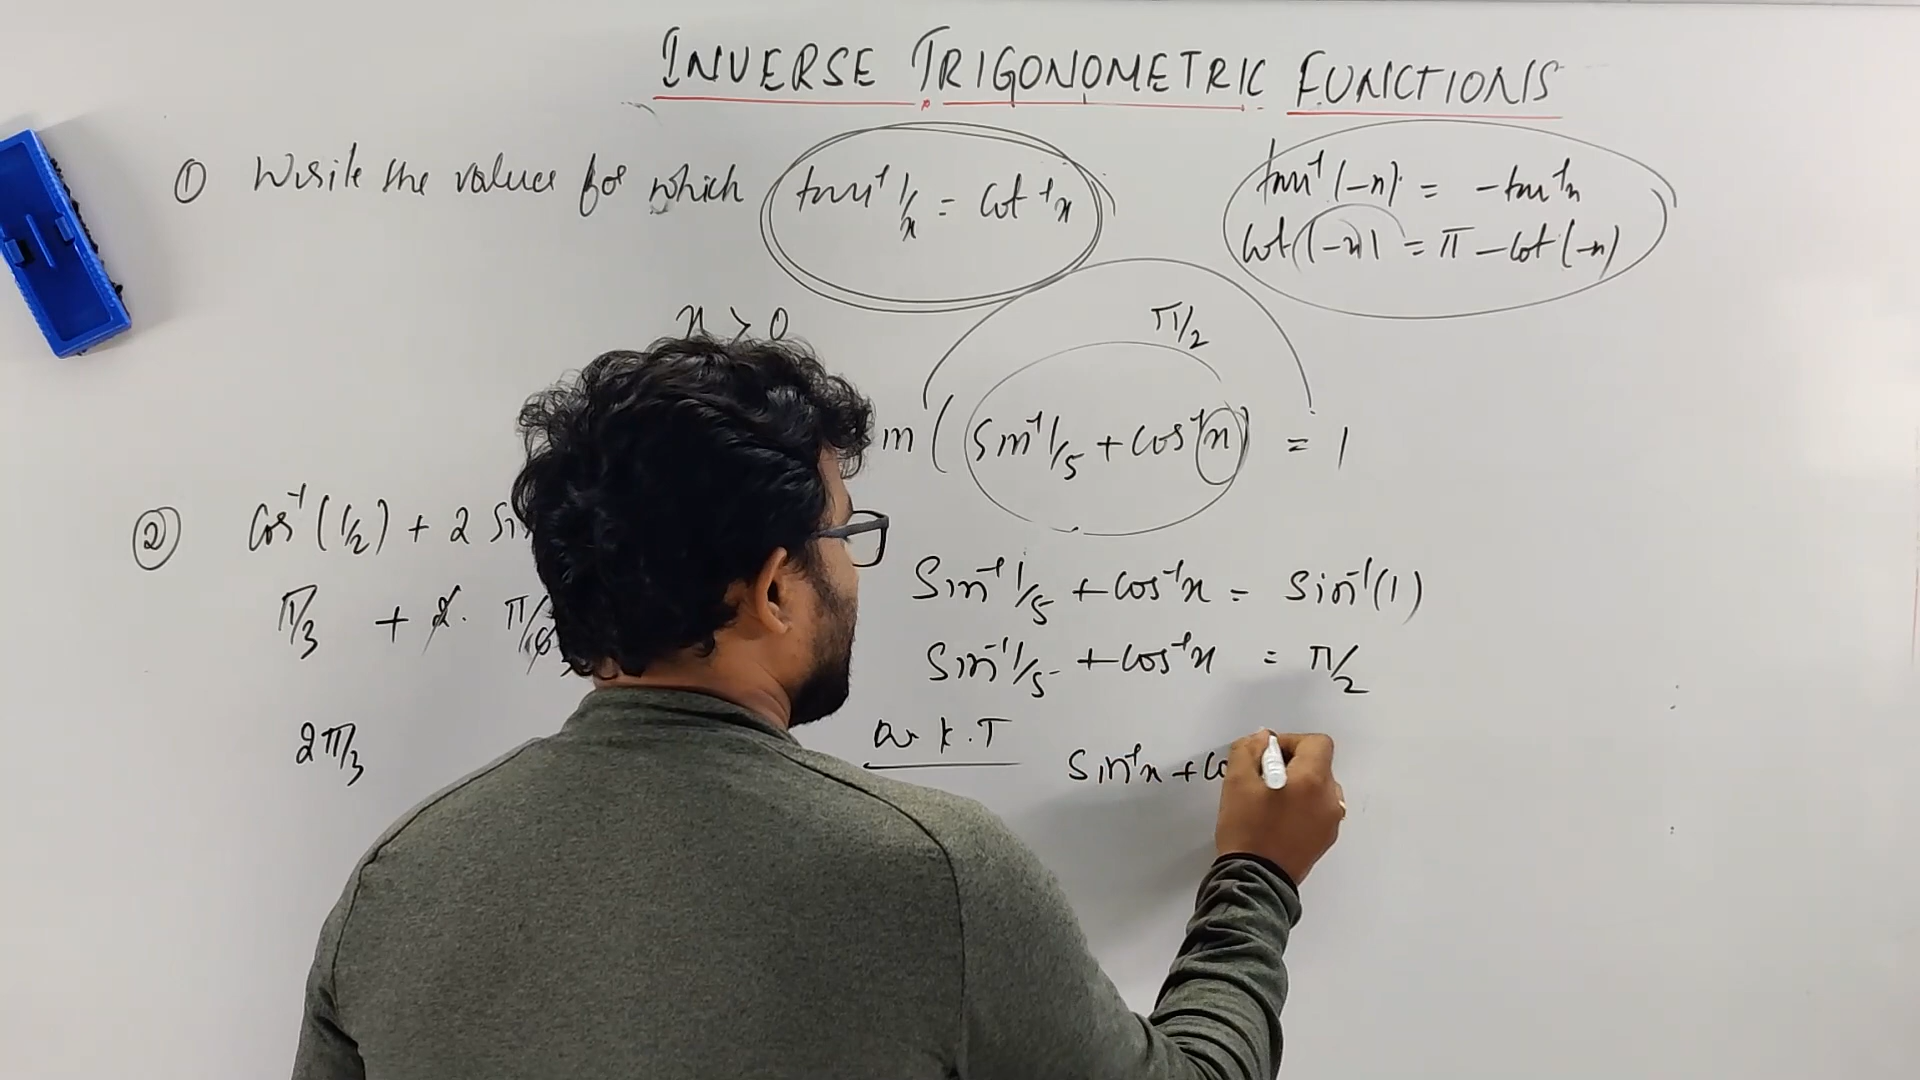 INVERSE TRIGONOMETRIC FUNCTIONS
① Write the values for which tan⁻¹ 1/x = cot⁻¹x
tan⁻¹(-x) = -tan⁻¹x
cot(-x) = π - cot(-x)
x > 0
π/2
(sin⁻¹ 1/5 + cos⁻¹x) = 1
② cos⁻¹(1/2) + 2 Sin
π/3 + 2. π/6
2π/3
Sin⁻¹ 1/5 + cos⁻¹x = Sin⁻¹(1)
Sin⁻¹ 1/5 + cos⁻¹x = π/2
W.K.T Sin⁻¹x + co